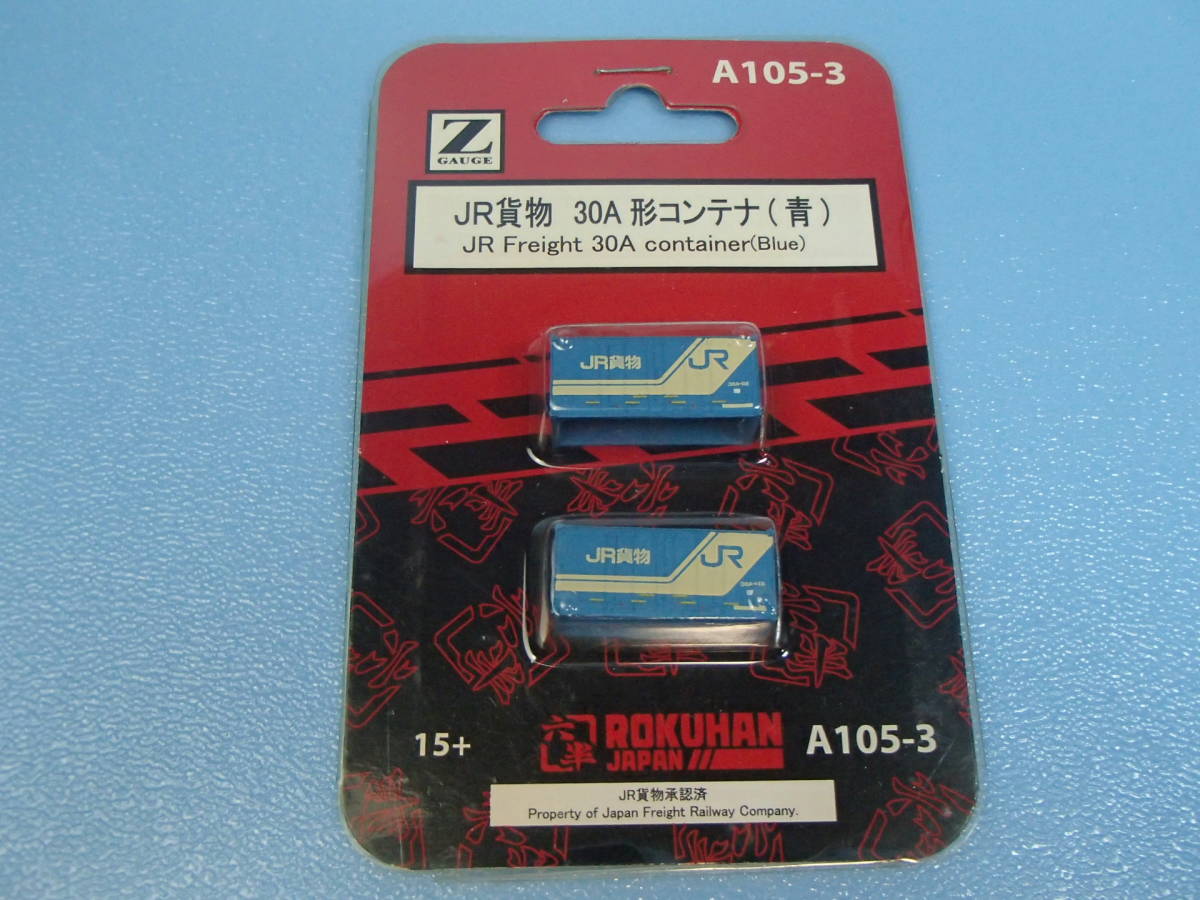 A105-3
Z
GAUGE
JR貨物 30A 形コンテナ(青)
JR Freight 30A container(Blue)
JR貨物 JR
JR貨物 JR
15+
六半
ROKUHAN
JAPAN
A105-3
JR貨物承認済
Property of Japan Freight Railway Company.